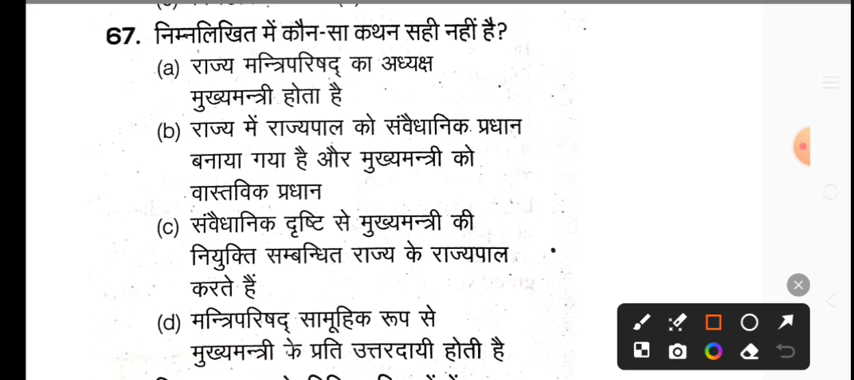 67. निम्नलिखित में कौन-सा कथन सही नहीं है?
(a) राज्य मन्त्रिपरिषद् का अध्यक्ष
मुख्यमन्त्री होता है
(b) राज्य में राज्यपाल को संवैधानिक प्रधान
बनाया गया है और मुख्यमन्त्री को
वास्तविक प्रधान
(c) संवैधानिक दृष्टि से मुख्यमन्त्री की
नियुक्ति सम्बन्धित राज्य के राज्यपाल
करते हैं
(d) मन्त्रिपरिषद् सामूहिक रूप से
मुख्यमन्त्री के प्रति उत्तरदायी होती है